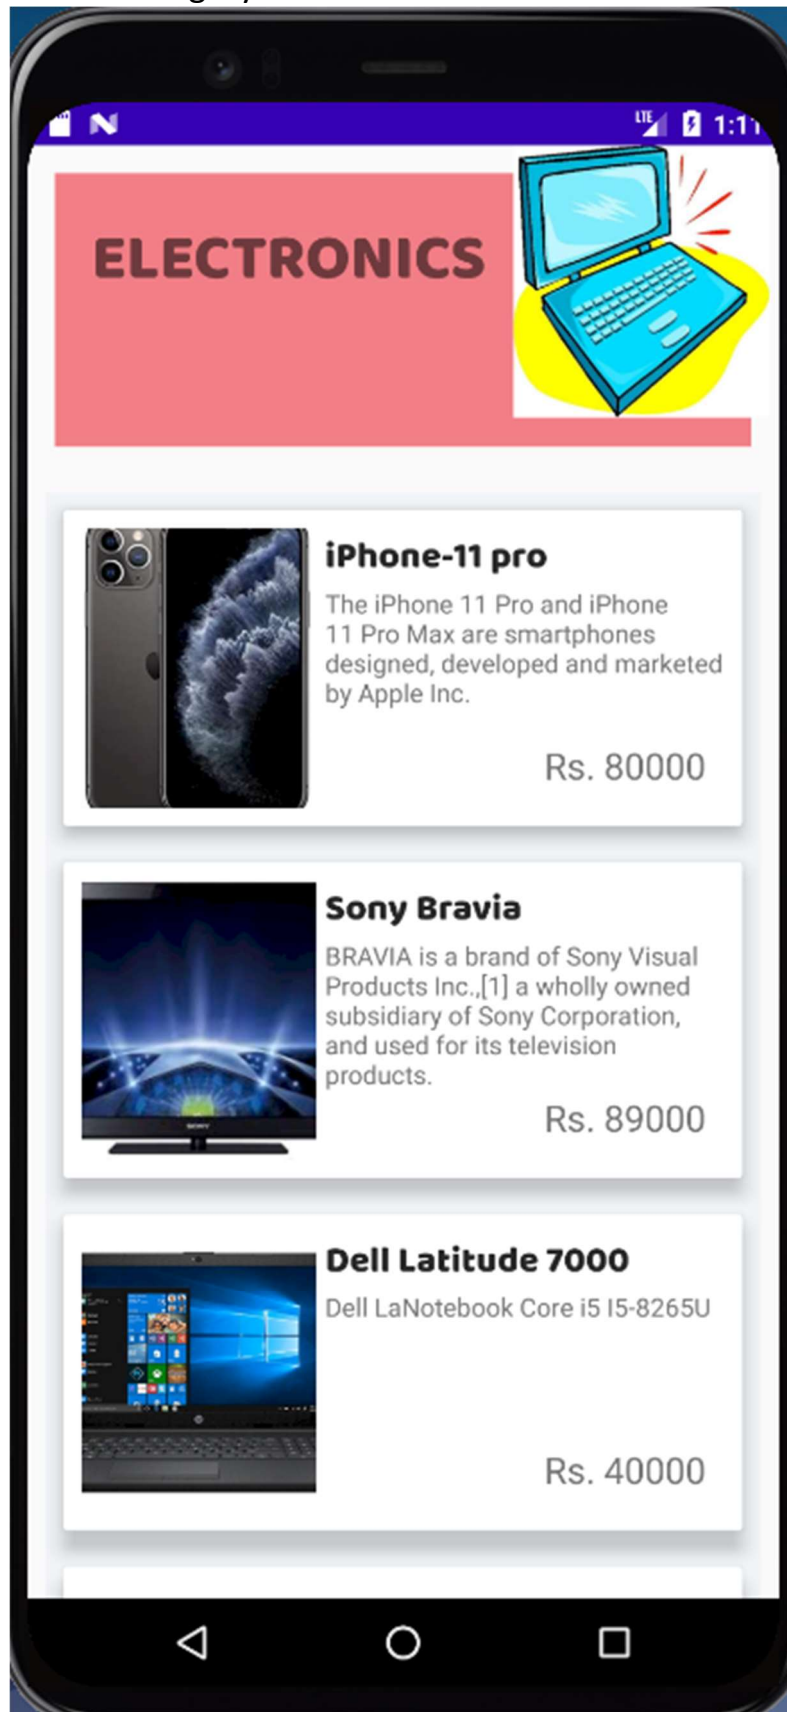 LTE 1:11
ELECTRONICS
iPhone-11 pro
The iPhone 11 Pro and iPhone
11 Pro Max are smartphones
designed, developed and marketed
by Apple Inc.
Rs. 80000
Sony Bravia
BRAVIA is a brand of Sony Visual
Products Inc.,[1] a wholly owned
subsidiary of Sony Corporation,
and used for its television
products.
SONY
Rs. 89000
Dell Latitude 7000
Dell LaNotebook Core i5 I5-8265U
Rs. 40000